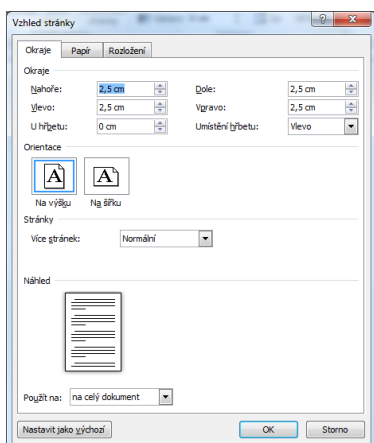 Vzhled stránky
Okraje Papír Rozložení
Okraje
Nahoře: 2,5 cm Dole: 2,5 cm
Vlevo: 2,5 cm Vpravo: 2,5 cm
U hřbetu: 0 cm Umístění hřbetu: Vlevo
Orientace
A A
Na výšku Na šířku
Stránky
Více stránek: Normální
Náhled
Použít na: na celý dokument
Nastavit jako výchozí OK Storno